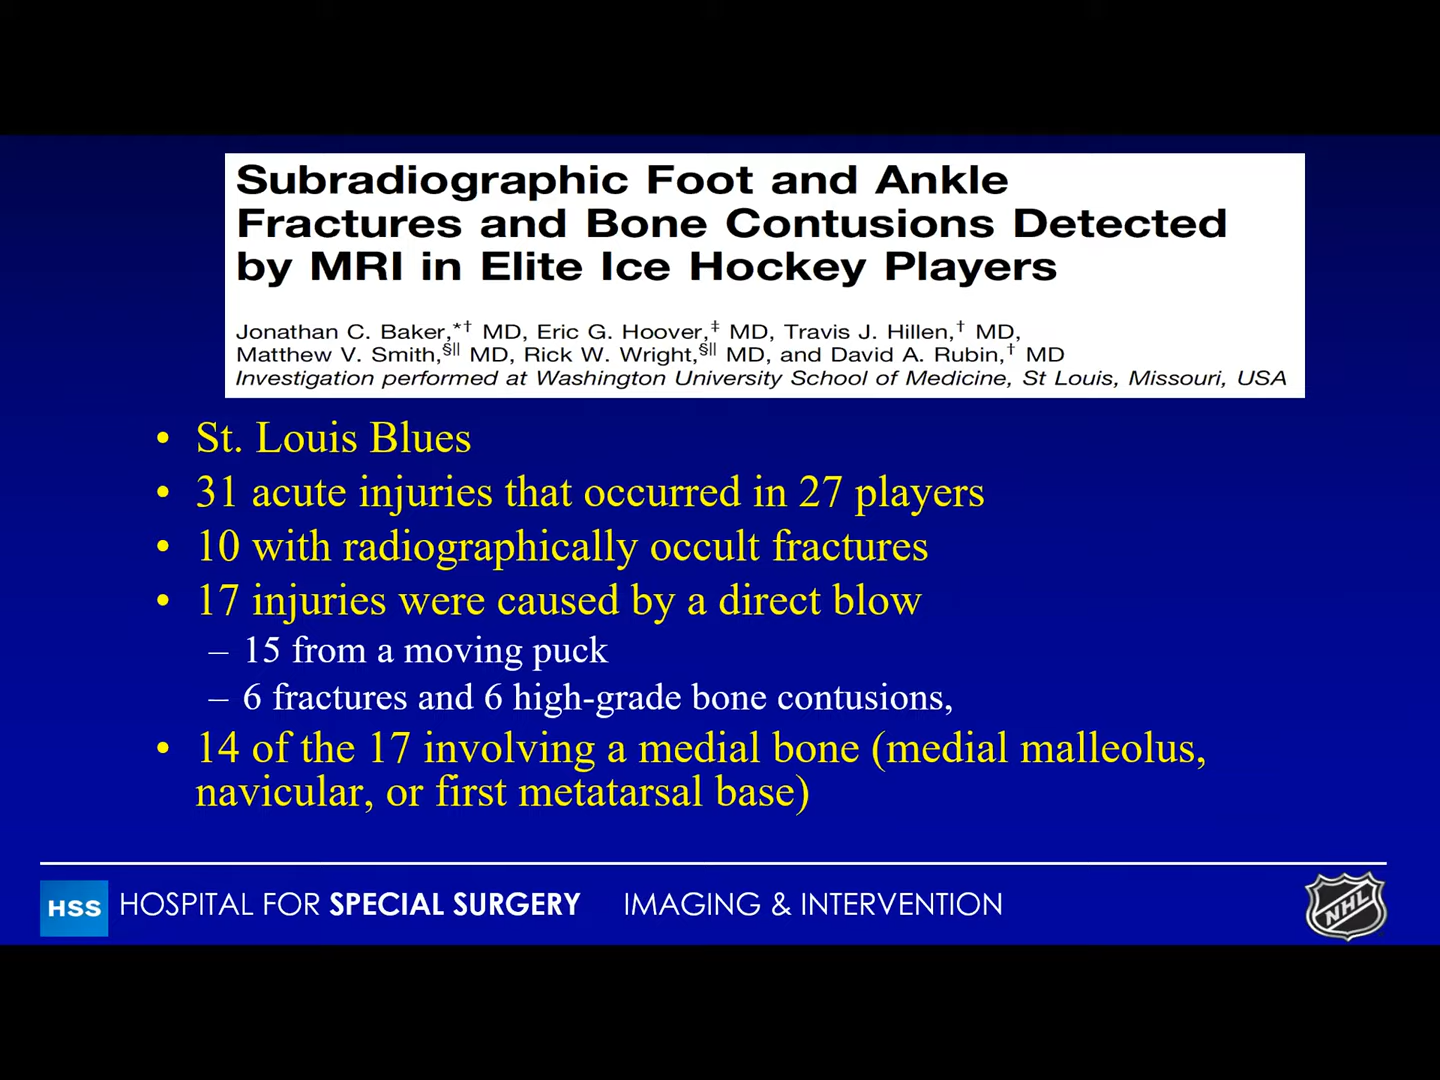 Subradiographic Foot and Ankle
Fractures and Bone Contusions Detected
by MRI in Elite Ice Hockey Players
Jonathan C. Baker,*† MD, Eric G. Hoover,‡ MD, Travis J. Hillen,† MD,
Matthew V. Smith,§|| MD, Rick W. Wright,§|| MD, and David A. Rubin,† MD
Investigation performed at Washington University School of Medicine, St Louis, Missouri, USA
• St. Louis Blues
• 31 acute injuries that occurred in 27 players
• 10 with radiographically occult fractures
• 17 injuries were caused by a direct blow
– 15 from a moving puck
– 6 fractures and 6 high-grade bone contusions,
• 14 of the 17 involving a medial bone (medial malleolus,
navicular, or first metatarsal base)
HSS HOSPITAL FOR SPECIAL SURGERY IMAGING & INTERVENTION NHL